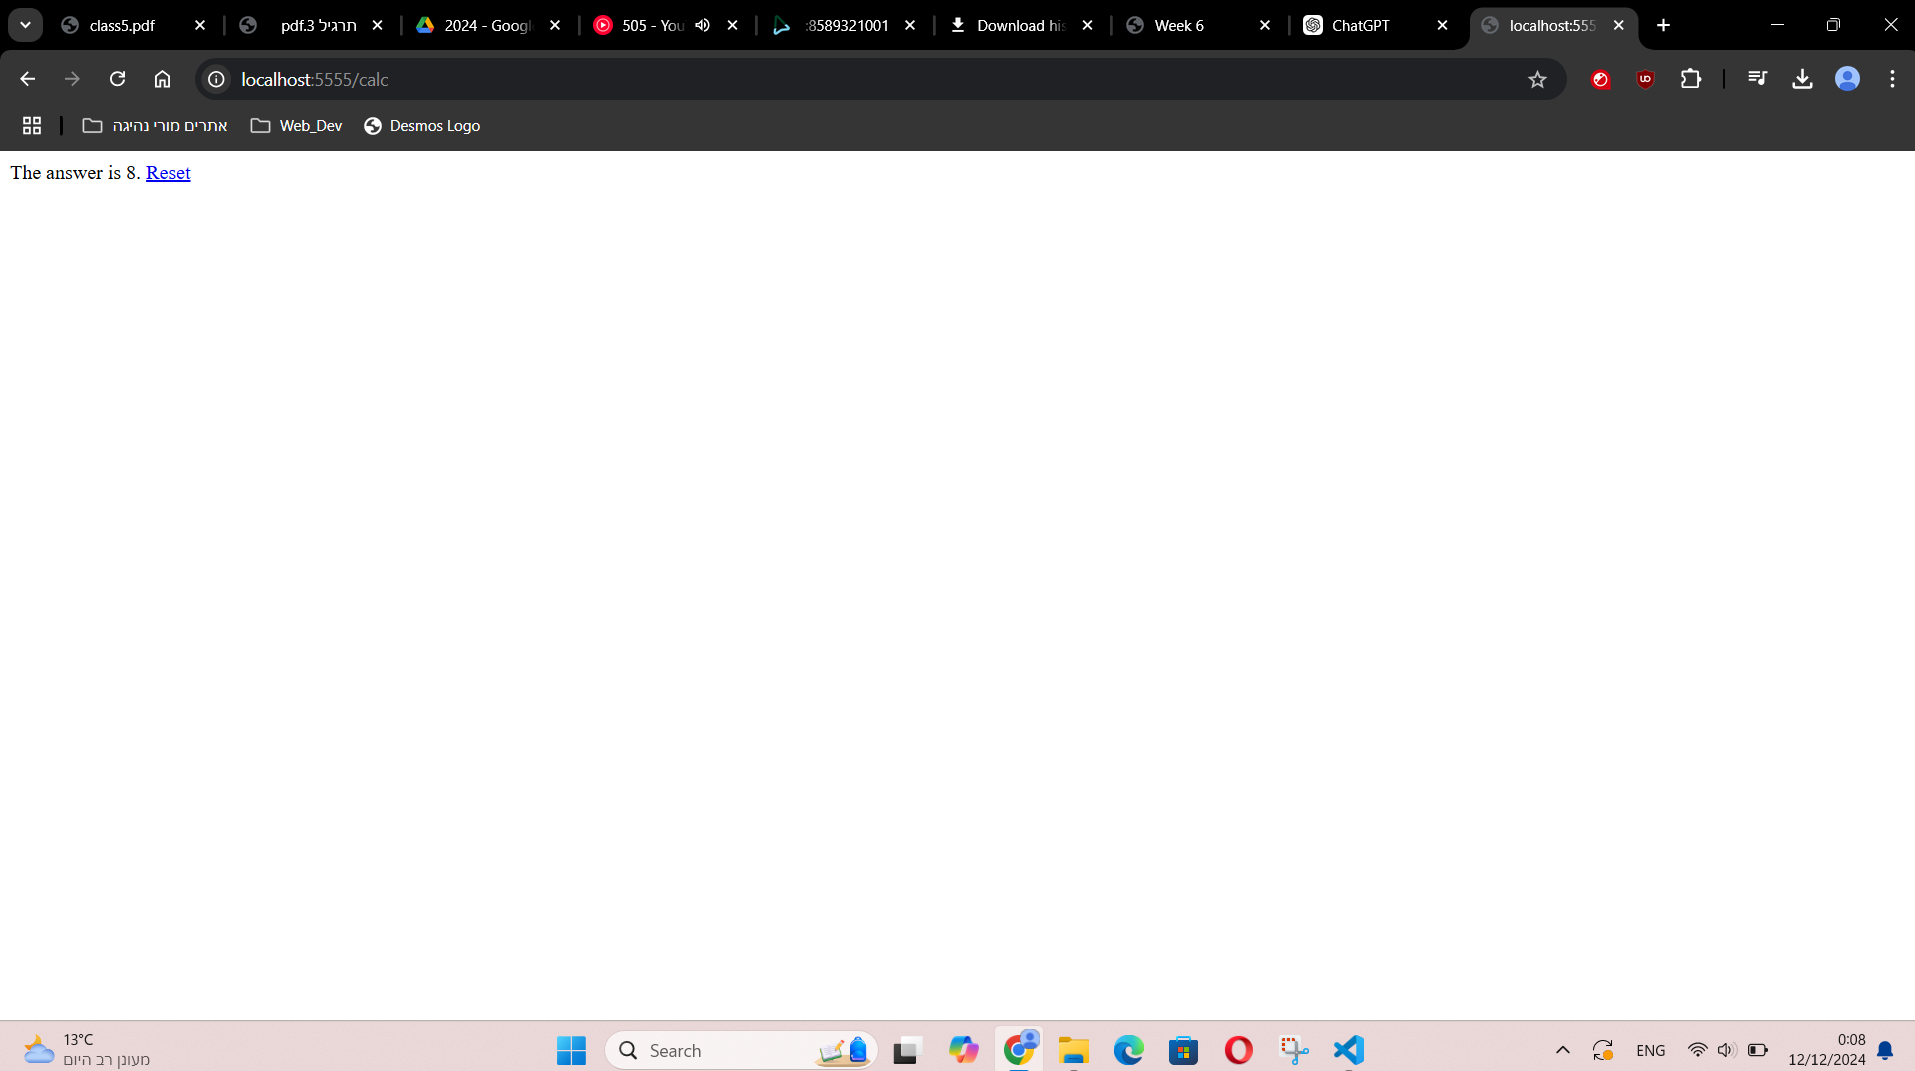 class5.pdf
תרגיל 3.pdf
2024 - Googl
505 - You
:8589321001
Download his
Week 6
ChatGPT
localhost:555
localhost:5555/calc
אתרים מורי נהיגה
Web_Dev
Desmos Logo
The answer is 8. Reset
13°C
מעונן רב היום
Search
ENG
0:08
12/12/2024